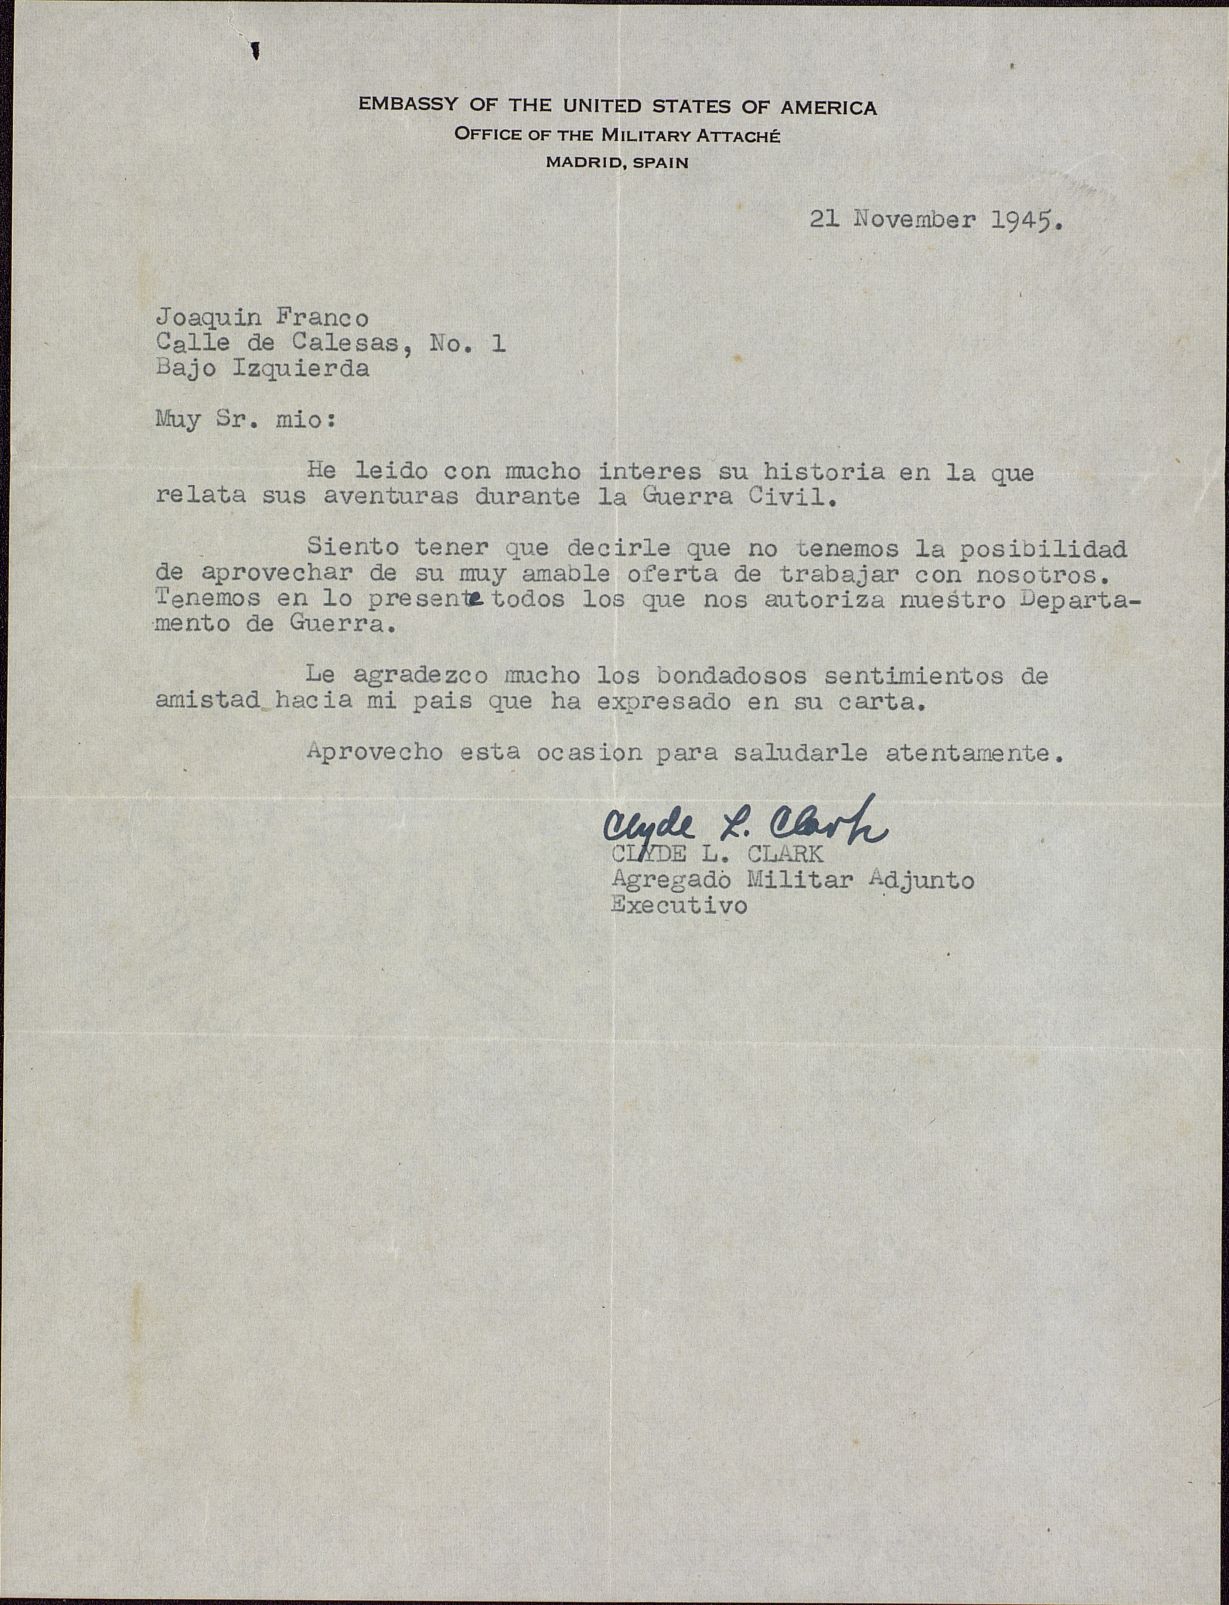 EMBASSY OF THE UNITED STATES OF AMERICA
OFFICE OF THE MILITARY ATTACHÉ
MADRID, SPAIN
21 November 1945.
Joaquin Franco
Calle de Calesas, No. 1
Bajo Izquierda
Muy Sr. mio:
He leido con mucho interes su historia en la que
relata sus aventuras durante la Guerra Civil.
Siento tener que decirle que no tenemos la posibilidad
de aprovechar de su muy amable oferta de trabajar con nosotros.
Tenemos en lo presente todos los que nos autoriza nuestro Departa-
mento de Guerra.
Le agradezco mucho los bondadosos sentimientos de
amistad hacia mi pais que ha expresado en su carta.
Aprovecho esta ocasion para saludarle atentamente.
Clyde L. Clark
CLYDE L. CLARK
Agregado Militar Adjunto
Executivo